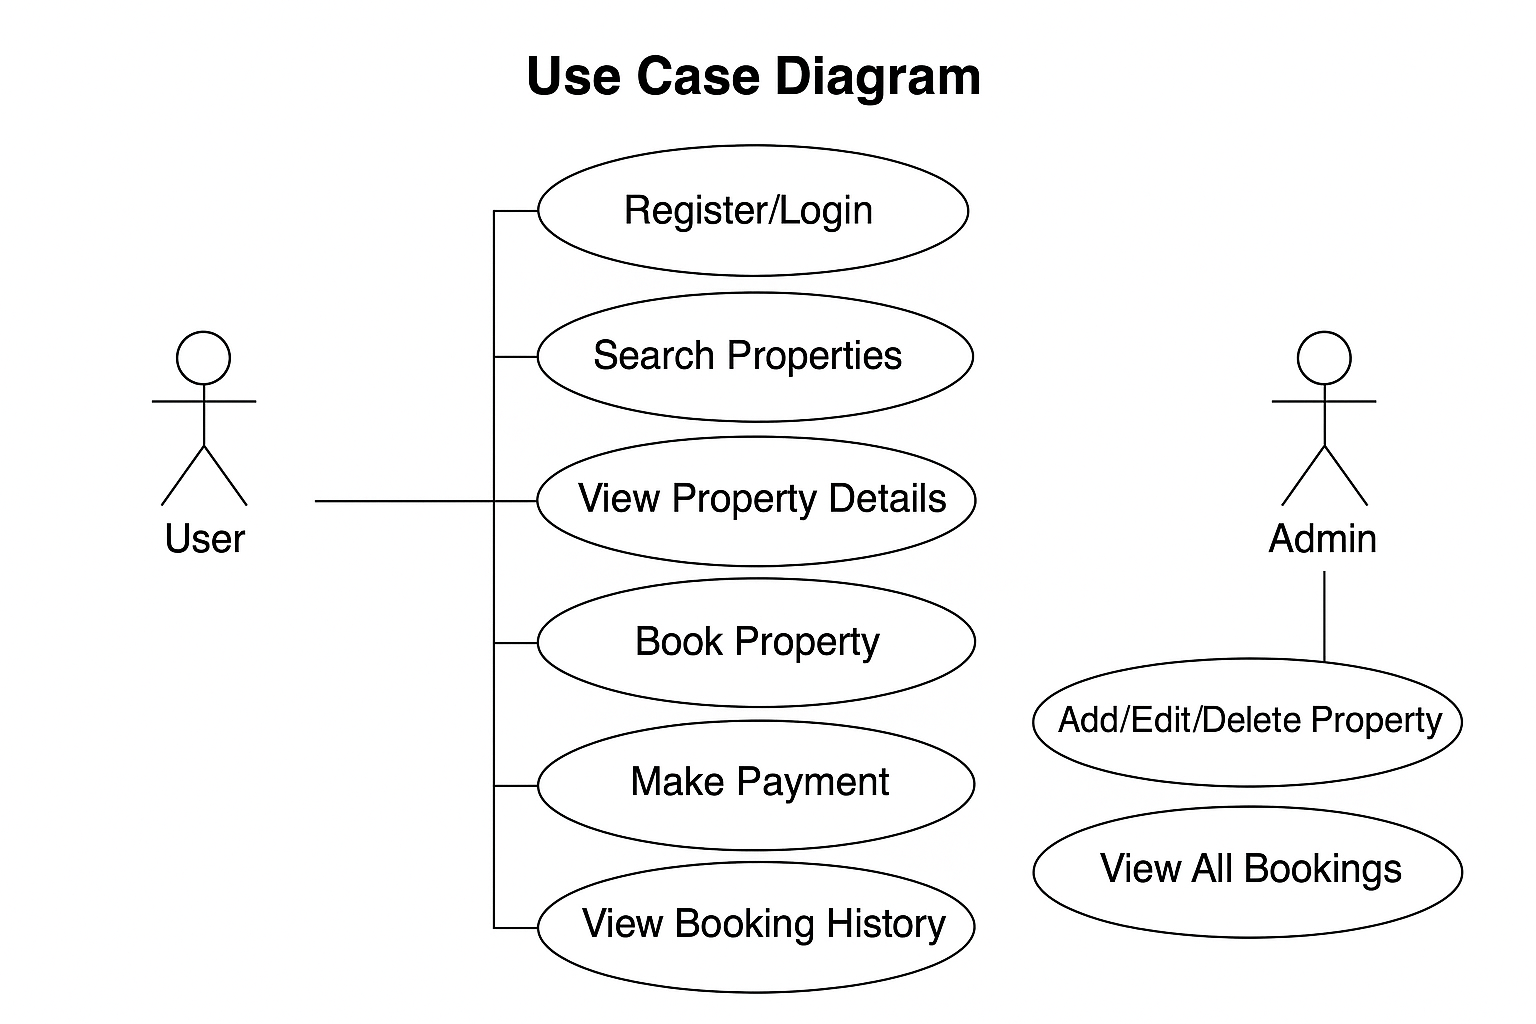 Use Case Diagram
Register/Login
Search Properties
View Property Details
Book Property
Make Payment
View Booking History
User
Admin
Add/Edit/Delete Property
View All Bookings